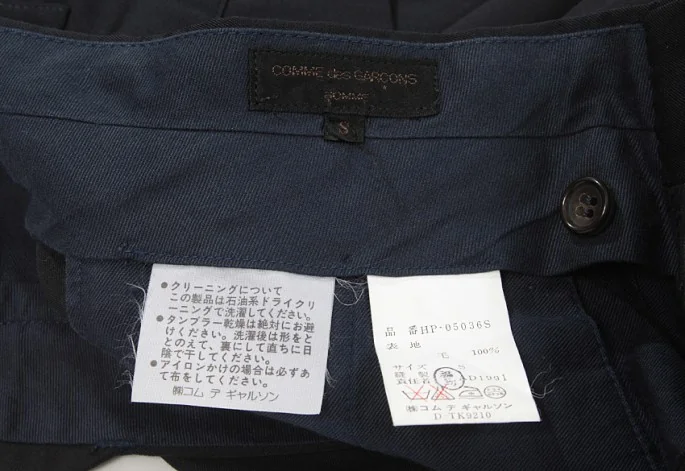 COMME des GARCONS
HOMME
S
●クリーニングについて
この製品は石油系ドライクリ
ーニングで洗濯してください。
●タンブラー乾燥は絶対にお避
けください。洗濯後は形をと
とのえて、裏にして直ちに日
陰で干してください。
●アイロンかけの場合は必ずあ
て布をしてください。
㈱コム デ ギャルソン
品 番 HP-05036S
表 地
毛 100%
サイズ S
縫製
㈱コム デ ギャルソン
D TK9210